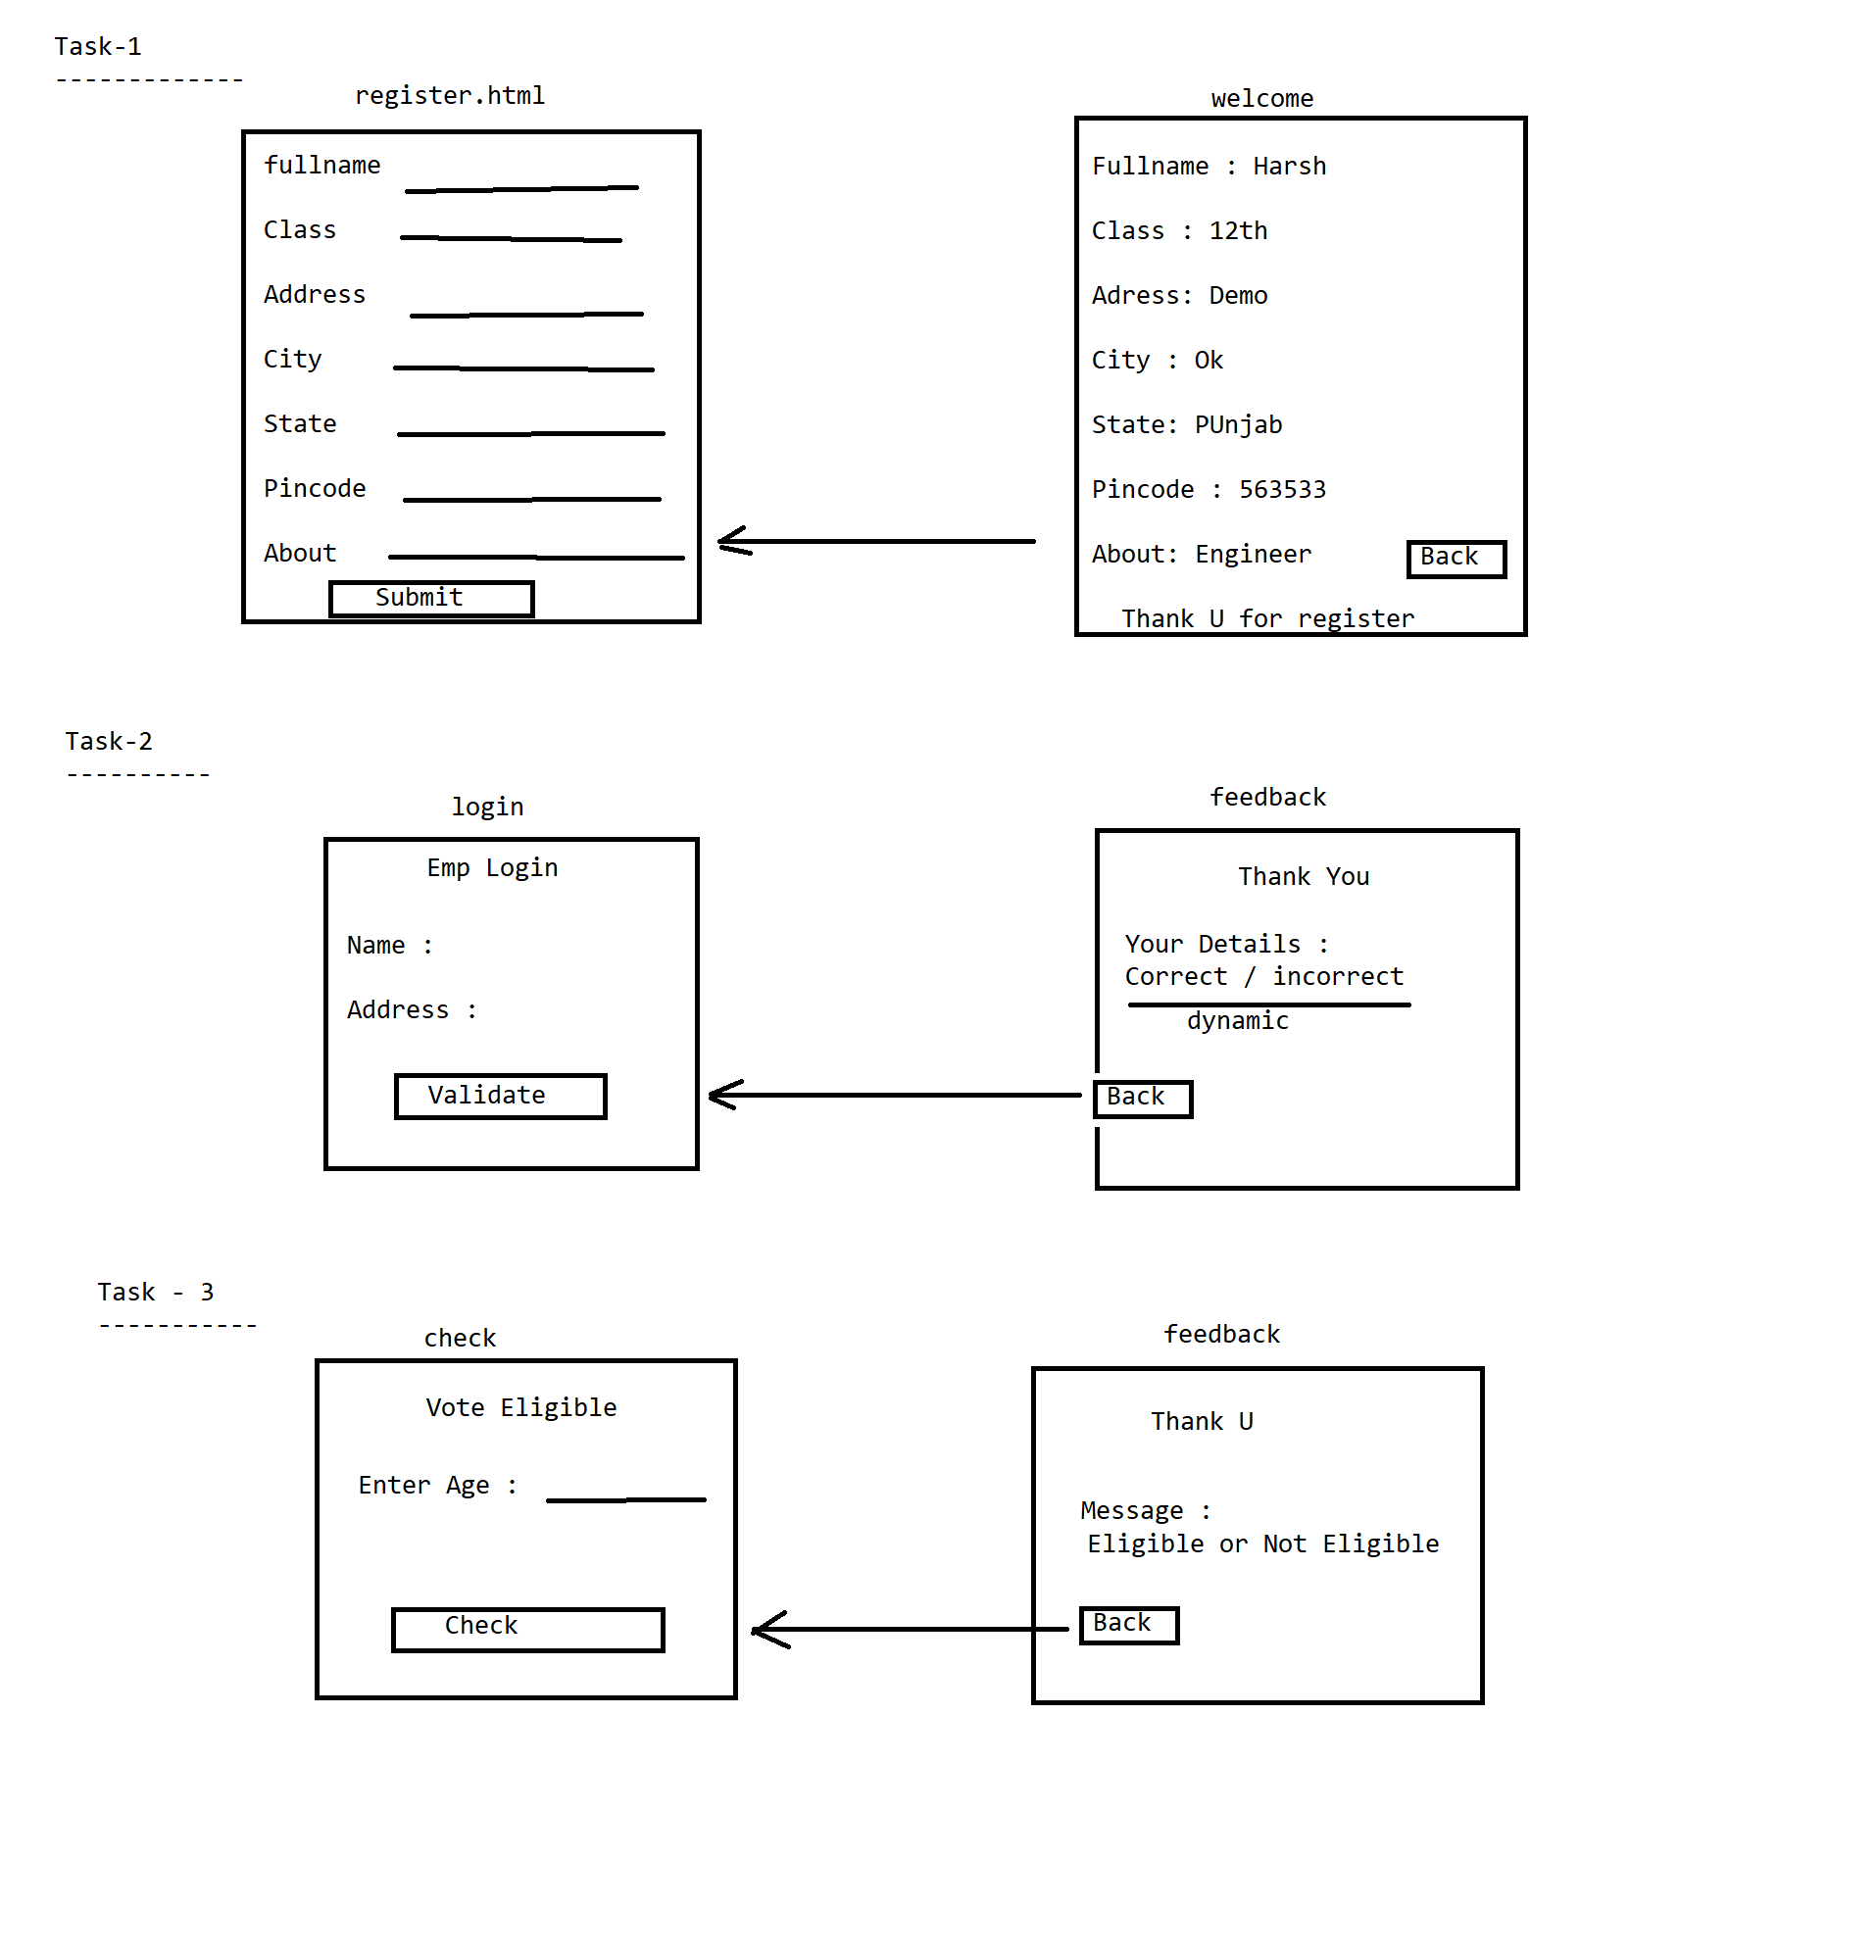 Task-1
-------------
register.html
fullname
Class
Address
City
State
Pincode
About
Submit
welcome
Fullname : Harsh
Class : 12th
Adress: Demo
City : Ok
State: PUnjab
Pincode : 563533
About: Engineer
Back
Thank U for register
Task-2
----------
login
Emp Login
Name :
Address :
Validate
feedback
Thank You
Your Details :
Correct / incorrect
dynamic
Back
Task - 3
-----------
check
Vote Eligible
Enter Age :
Check
feedback
Thank U
Message :
Eligible or Not Eligible
Back